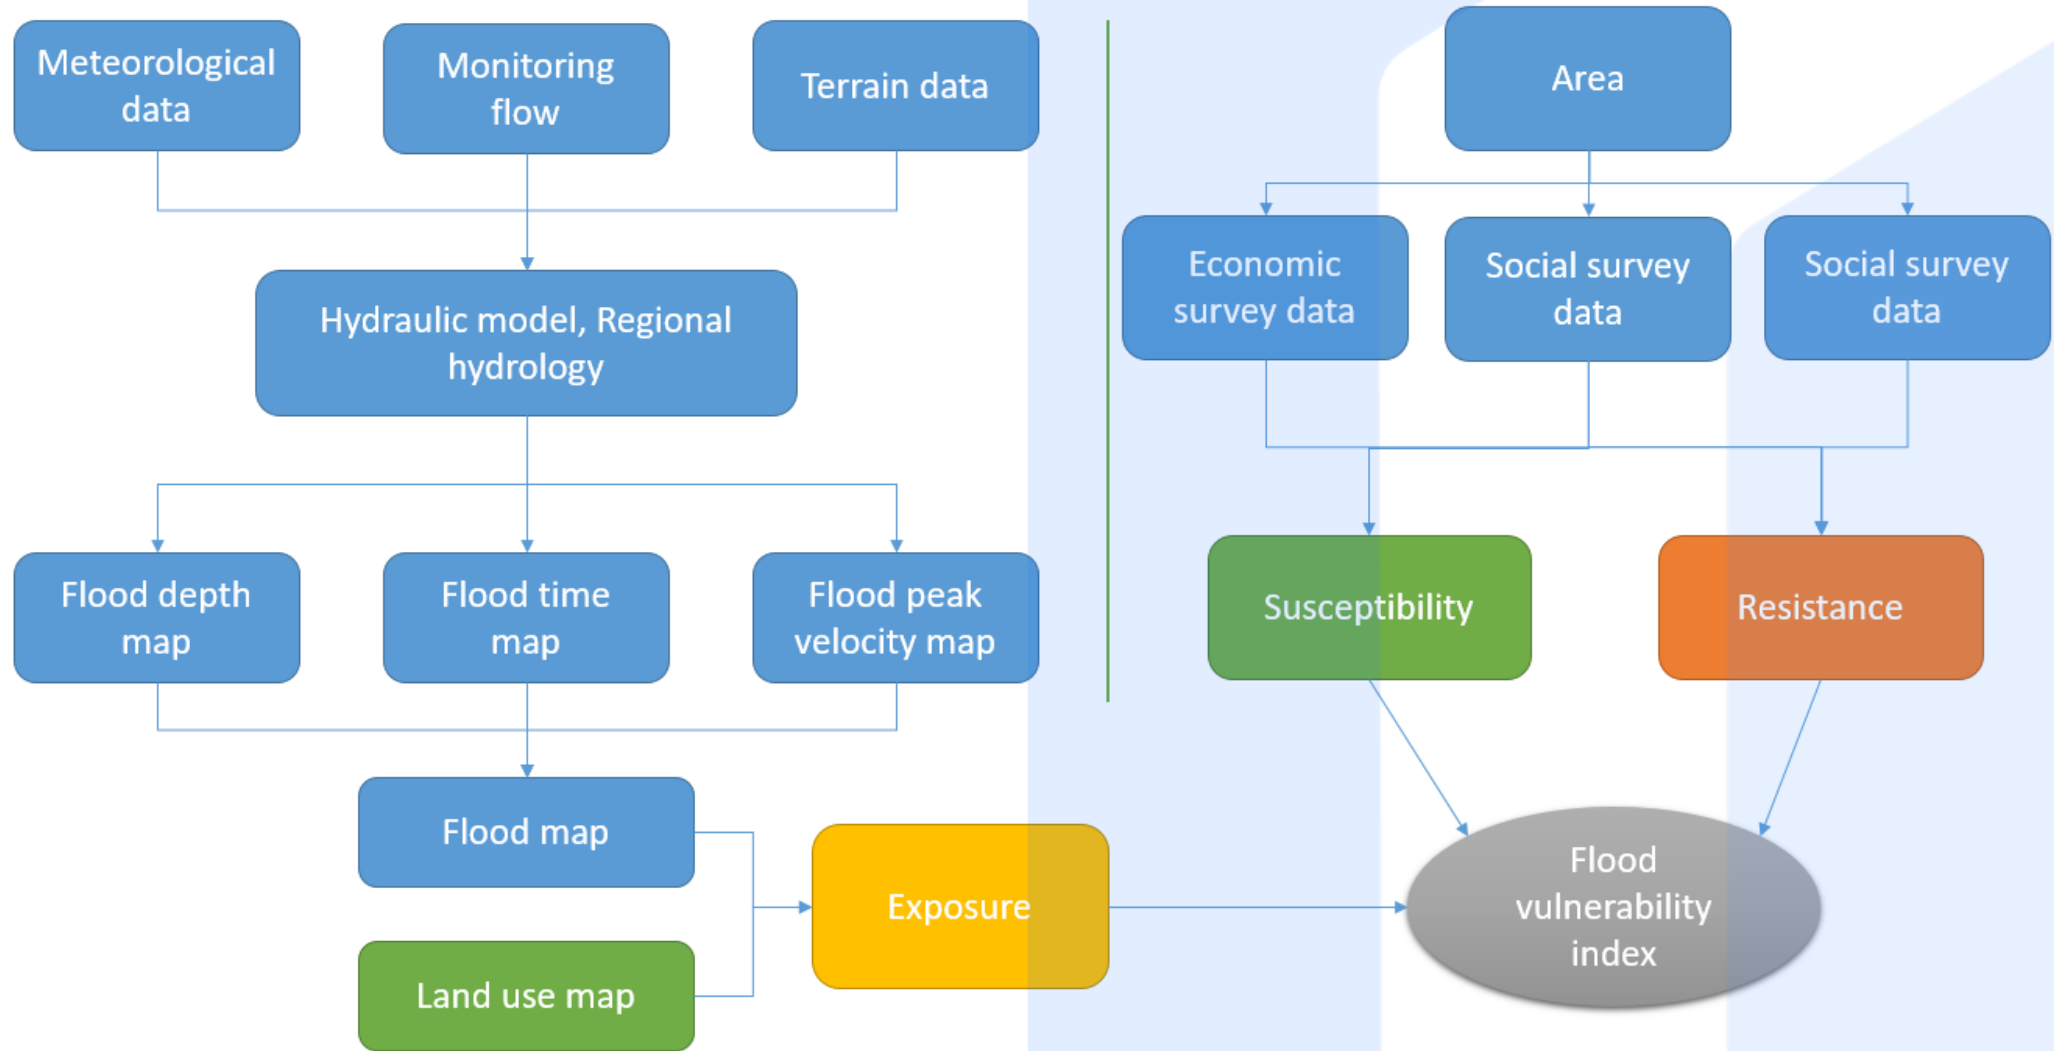 Meteorological
data
Monitoring
flow
Terrain data
Hydraulic model, Regional
hydrology
Flood depth
map
Flood time
map
Flood peak
velocity map
Flood map
Land use map
Exposure
Area
Economic
survey data
Social survey
data
Social survey
data
Susceptibility
Resistance
Flood
vulnerability
index